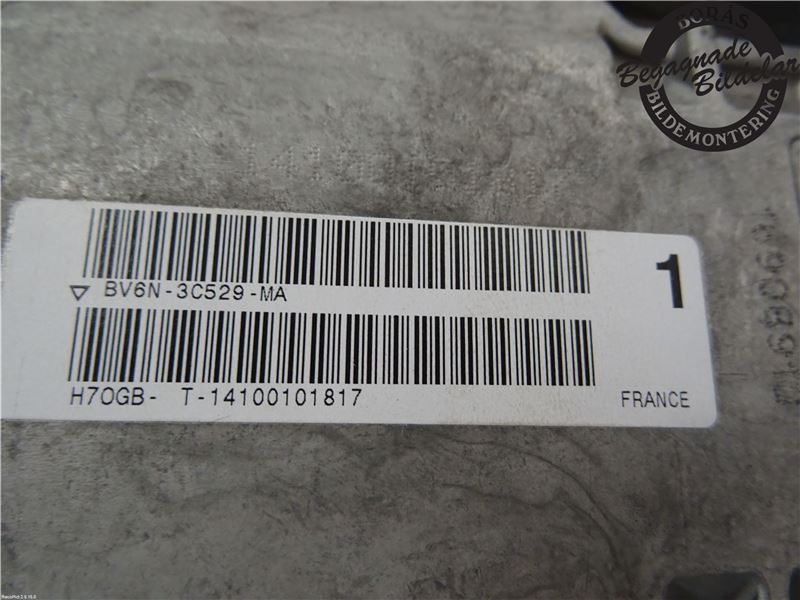 BORÅS
Begagnade
Bildelar
BILDEMONTERING
1
BV6N-3C529-MA
H7OGB- T-14100101817
FRANCE